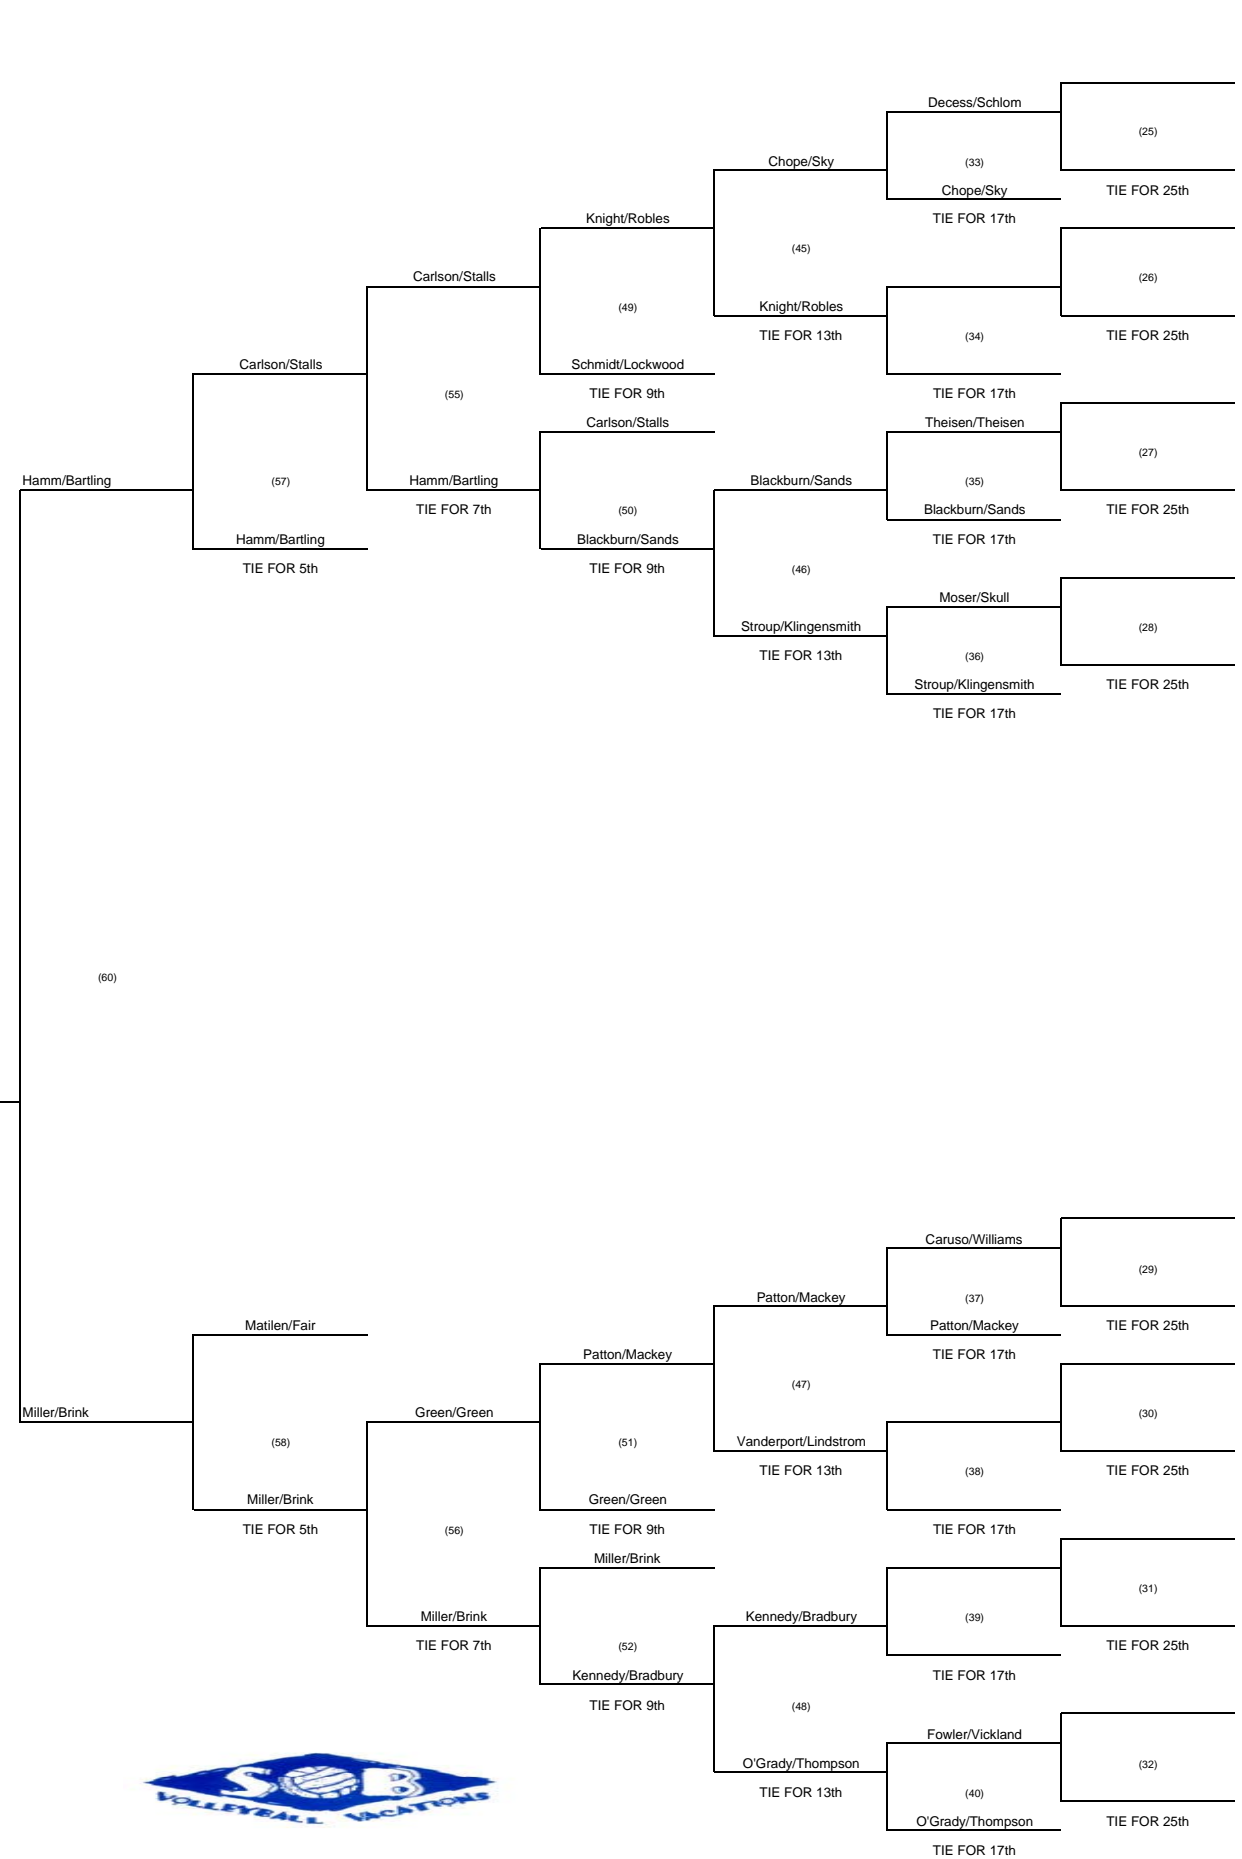 Decess/Schlom
(25)
Chope/Sky
(33)
Chope/Sky
TIE FOR 25th
Knight/Robles
TIE FOR 17th
(45)
Carlson/Stalls
(26)
(49)
Knight/Robles
TIE FOR 13th
(34)
TIE FOR 25th
Carlson/Stalls
Schmidt/Lockwood
(55)
TIE FOR 9th
TIE FOR 17th
Carlson/Stalls
Theisen/Theisen
(27)
Hamm/Bartling
(57)
Hamm/Bartling
Blackburn/Sands
(35)
TIE FOR 7th
(50)
Blackburn/Sands
TIE FOR 25th
Hamm/Bartling
Blackburn/Sands
TIE FOR 17th
TIE FOR 5th
TIE FOR 9th
(46)
Moser/Skull
Stroup/Klingensmith
(28)
TIE FOR 13th
(36)
Stroup/Klingensmith
TIE FOR 25th
TIE FOR 17th
(60)
Caruso/Williams
(29)
Patton/Mackey
(37)
Matilen/Fair
Patton/Mackey
TIE FOR 25th
Patton/Mackey
TIE FOR 17th
(47)
Miller/Brink
Green/Green
(30)
(58)
(51)
Vanderport/Lindstrom
TIE FOR 13th
(38)
TIE FOR 25th
Miller/Brink
Green/Green
TIE FOR 5th
(56)
TIE FOR 9th
TIE FOR 17th
Miller/Brink
(31)
Miller/Brink
Kennedy/Bradbury
(39)
TIE FOR 7th
(52)
TIE FOR 25th
Kennedy/Bradbury
TIE FOR 17th
TIE FOR 9th
(48)
Fowler/Vickland
O'Grady/Thompson
(32)
TIE FOR 13th
(40)
O'Grady/Thompson
TIE FOR 25th
TIE FOR 17th
SOB
VOLLEYBALL VACATIONS